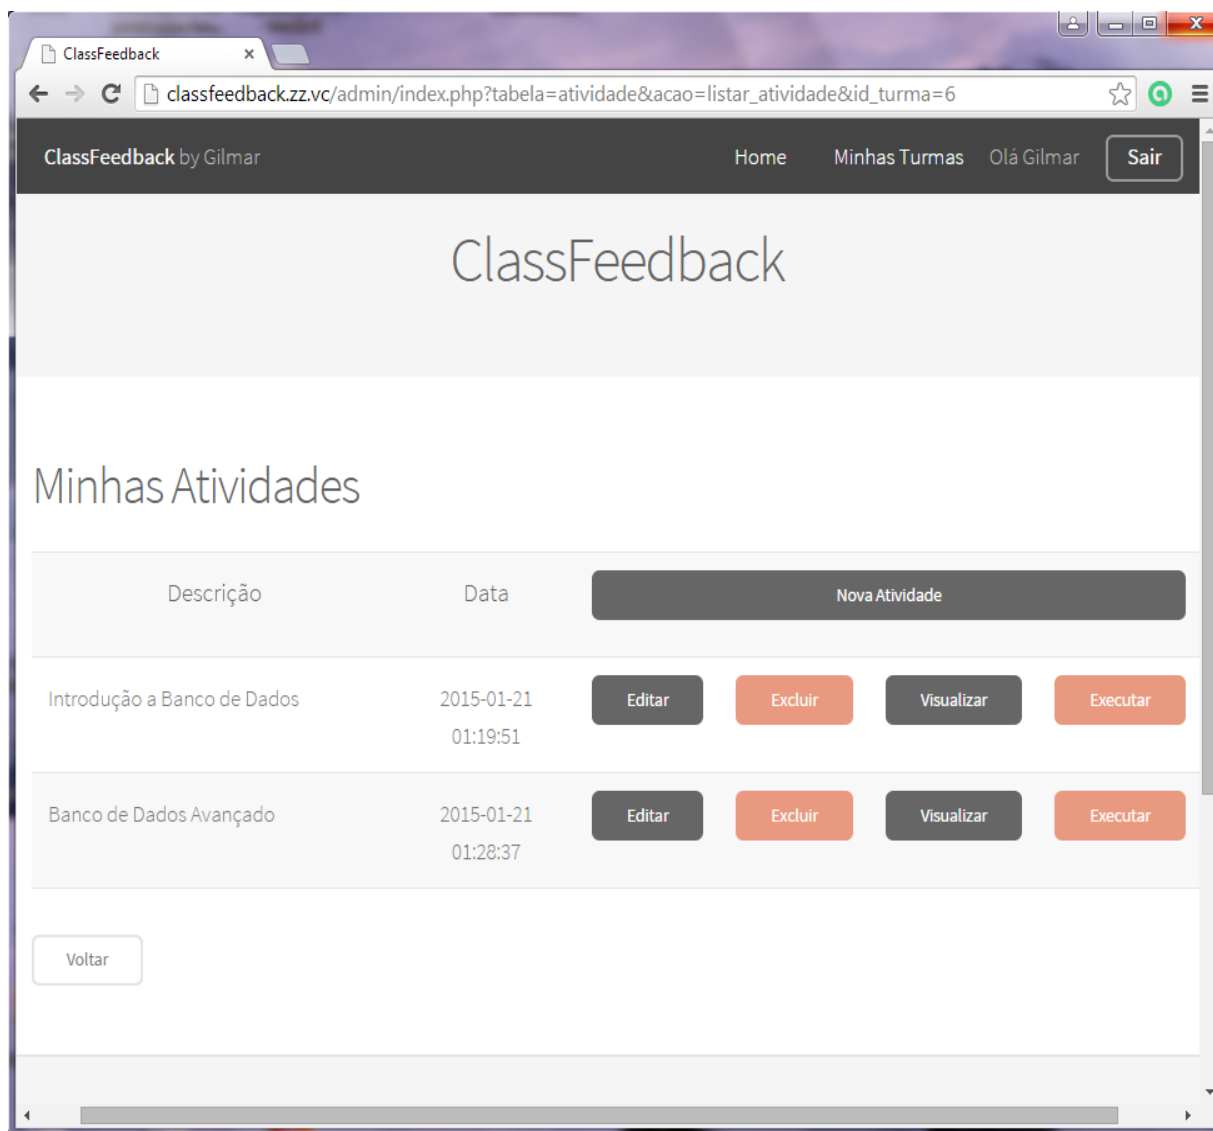 ClassFeedback
classfeedback.zz.vc/admin/index.php?tabela=atividade&acao=listar_atividade&id_turma=6
ClassFeedback by Gilmar Home Minhas Turmas Olá Gilmar Sair
ClassFeedback
Minhas Atividades
Descrição Data Nova Atividade
Introdução a Banco de Dados 2015-01-21 Editar Excluir Visualizar Executar
01:19:51
Banco de Dados Avançado 2015-01-21 Editar Excluir Visualizar Executar
01:28:37
Voltar